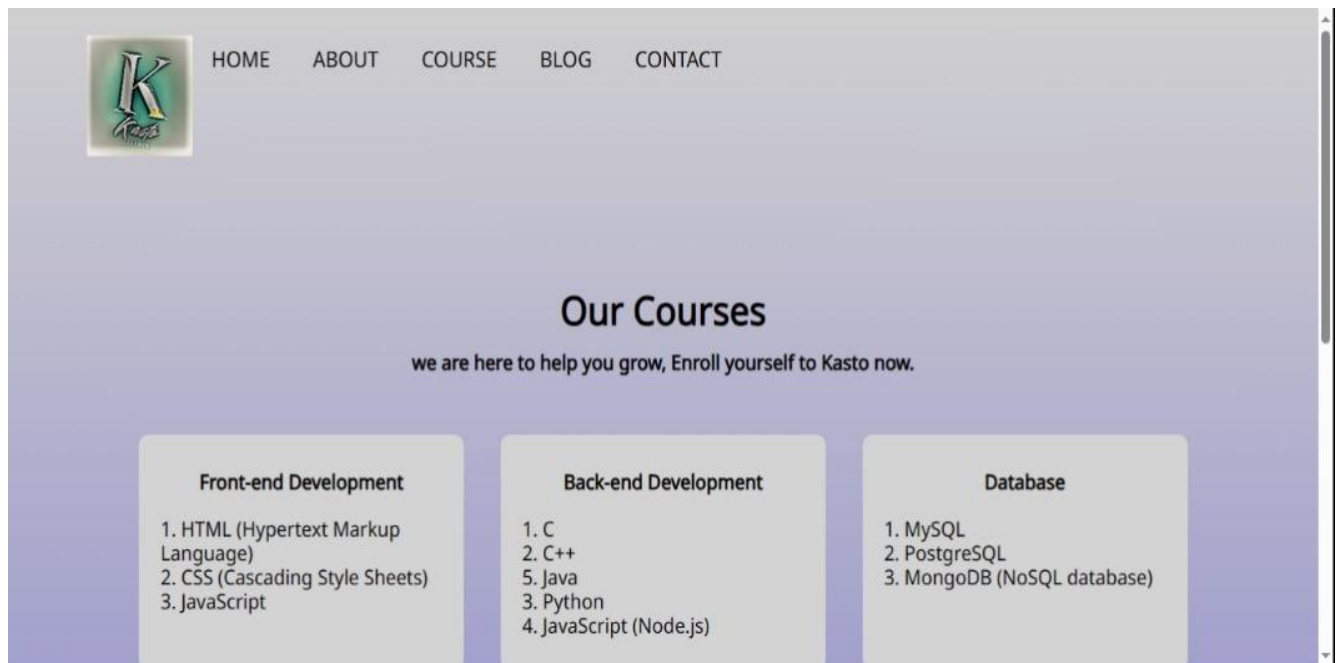 K
Kasto
HOME ABOUT COURSE BLOG CONTACT
Our Courses
we are here to help you grow, Enroll yourself to Kasto now.
Front-end Development
1. HTML (Hypertext Markup
Language)
2. CSS (Cascading Style Sheets)
3. JavaScript
Back-end Development
1. C
2. C++
5. Java
3. Python
4. JavaScript (Node.js)
Database
1. MySQL
2. PostgreSQL
3. MongoDB (NoSQL database)